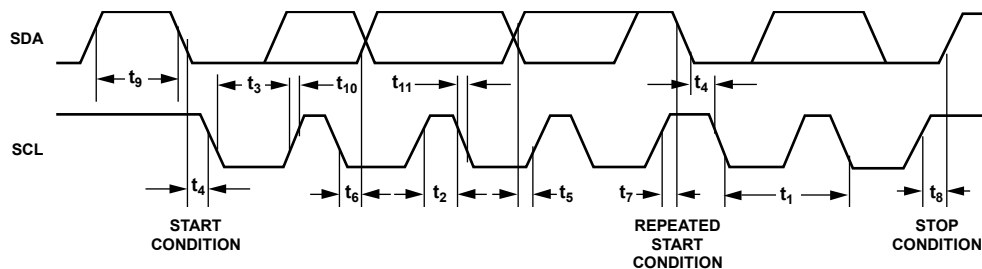 SDA
t9
t3
t10
t11
t4
SCL
t4
t6
t2
t5
t7
t1
t8
START
CONDITION
REPEATED
START
CONDITION
STOP
CONDITION